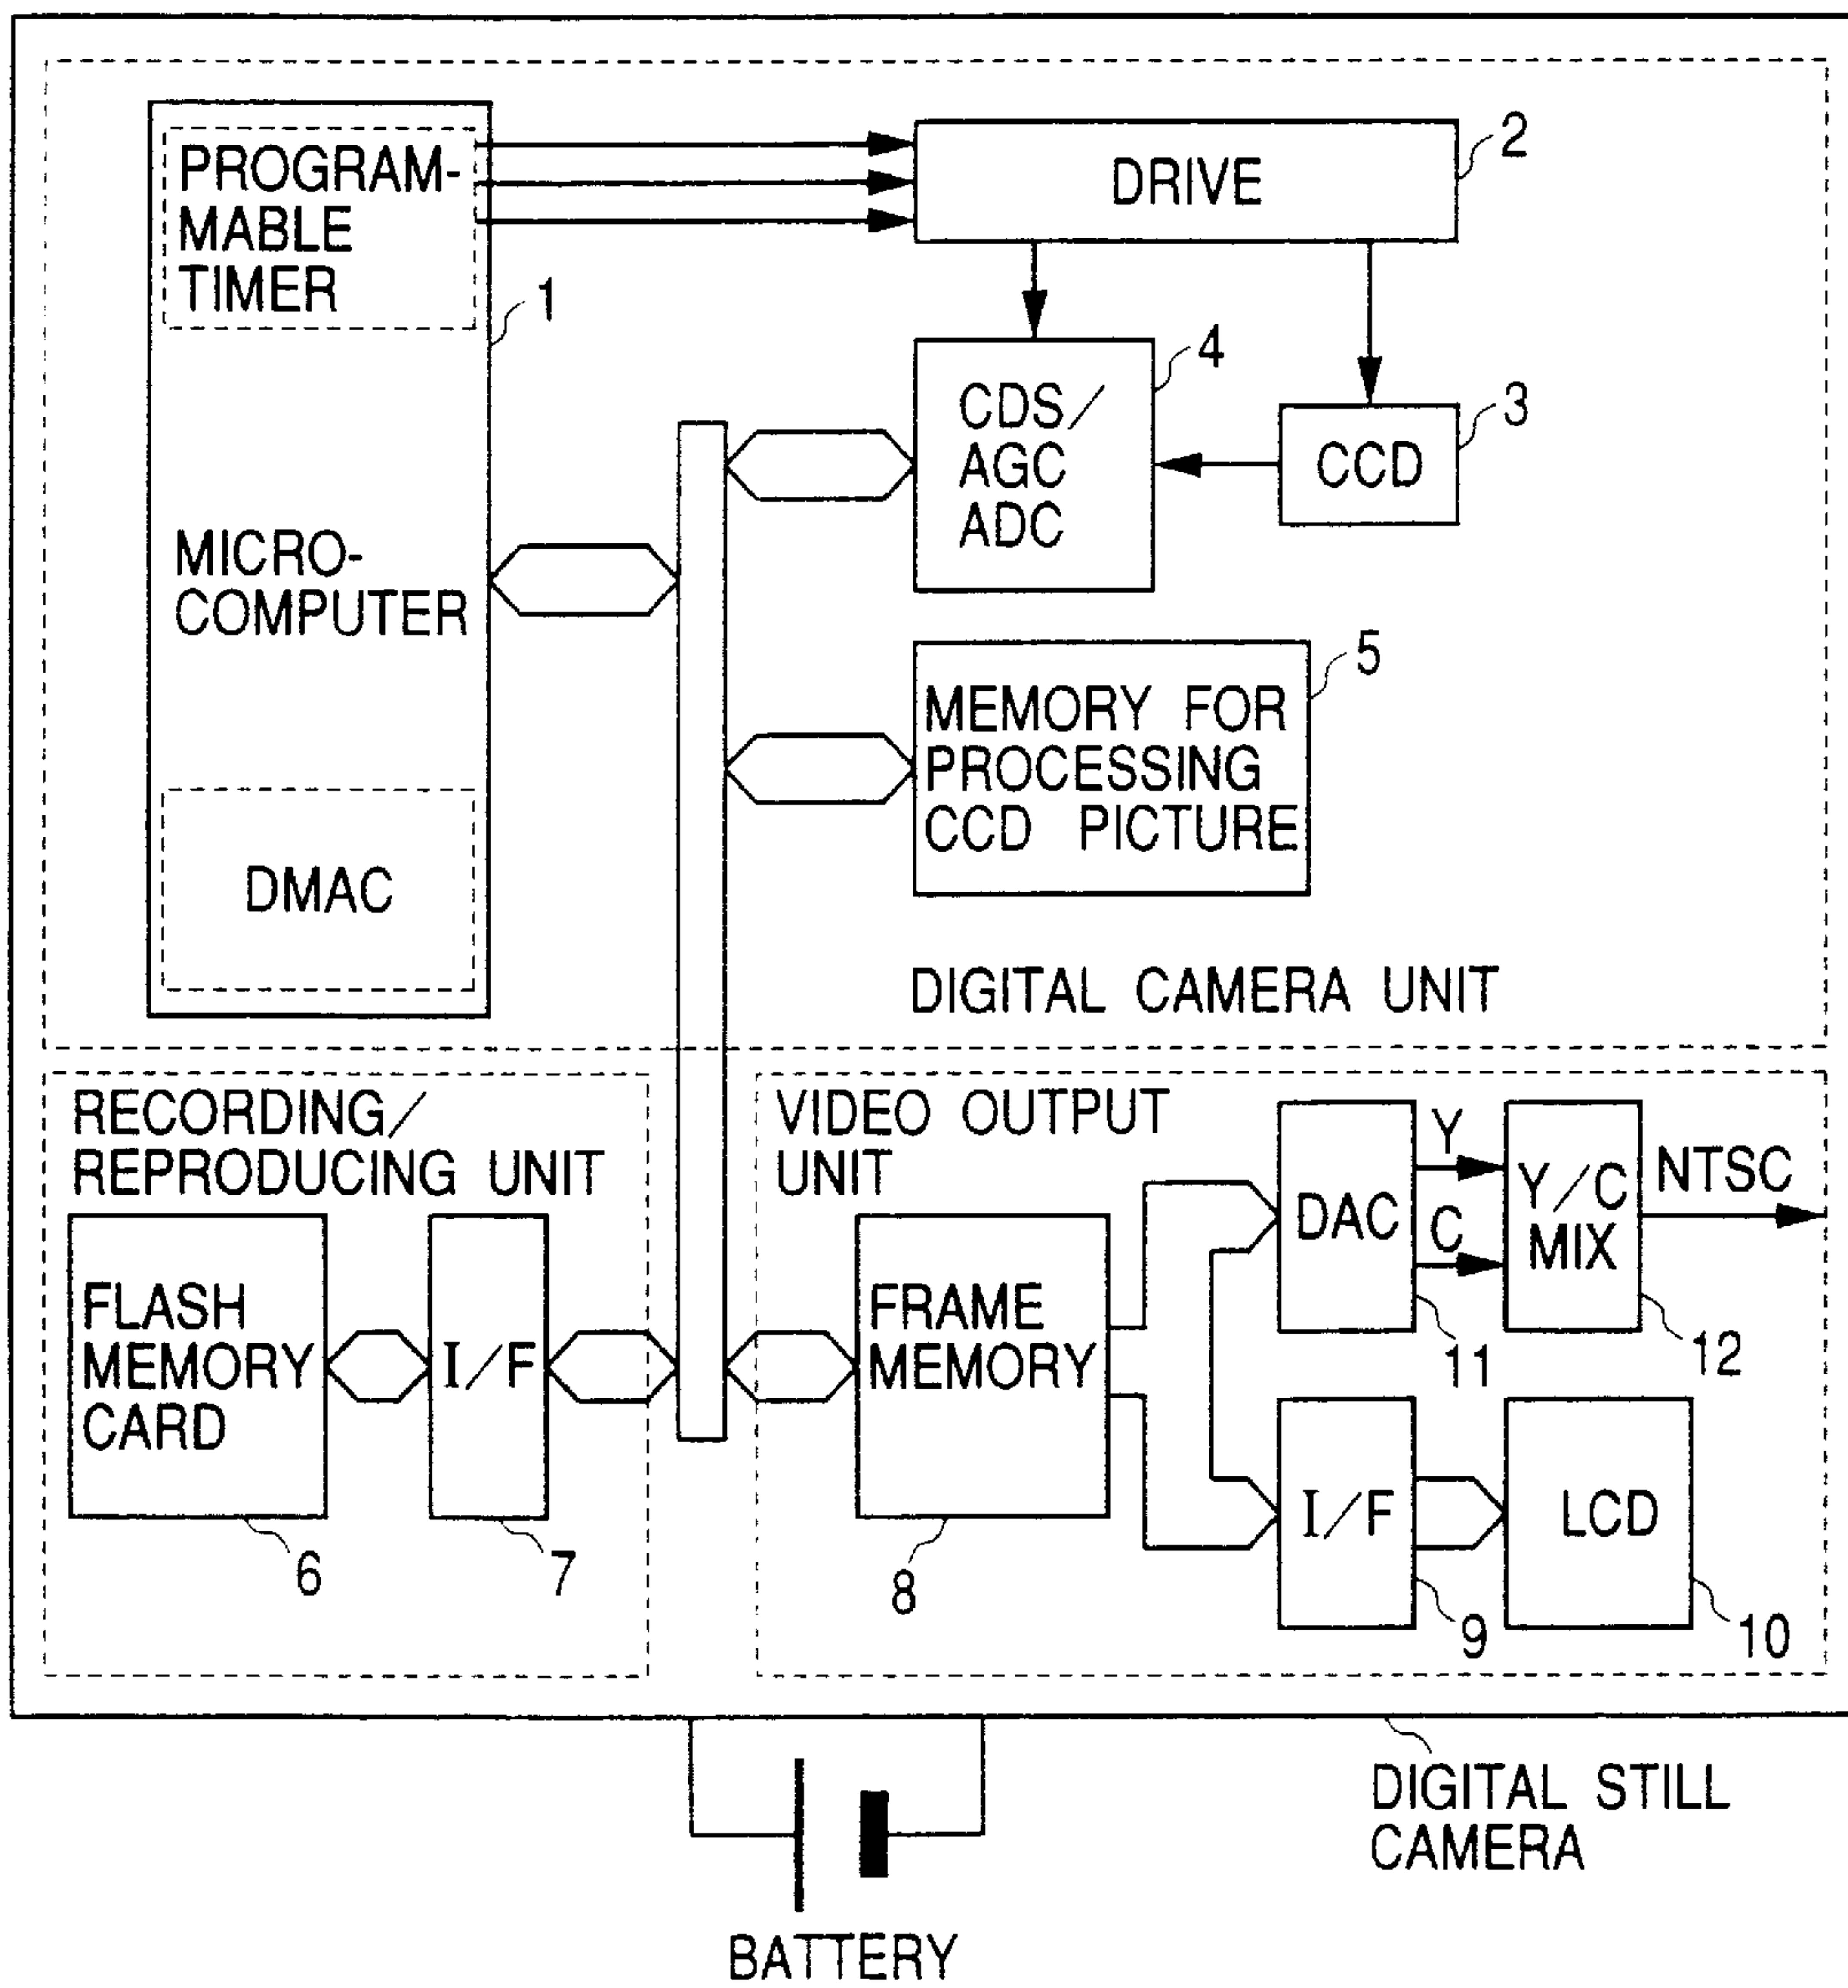 PROGRAM-
MABLE
TIMER
1
MICRO-
COMPUTER
DMAC
DRIVE
2
CDS/
AGC
ADC
4
CCD
3
MEMORY FOR
PROCESSING
CCD PICTURE
5
DIGITAL CAMERA UNIT
RECORDING/
REPRODUCING UNIT
FLASH
MEMORY
CARD
6
I/F
7
VIDEO OUTPUT
UNIT
FRAME
MEMORY
8
DAC
11
Y
C
Y/C
MIX
12
NTSC
I/F
9
LCD
10
DIGITAL STILL
CAMERA
BATTERY